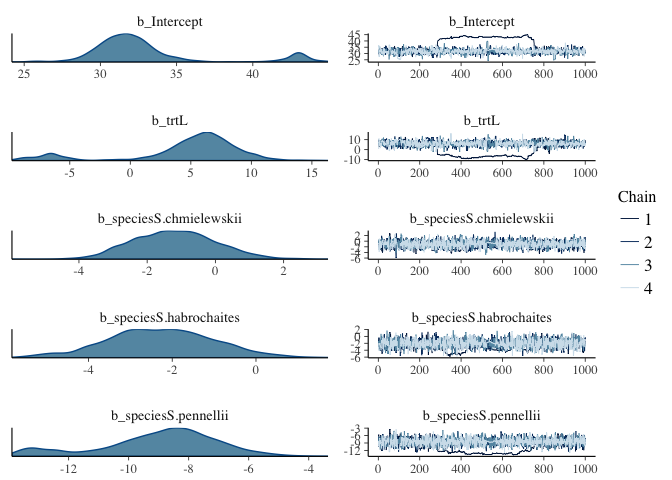 b_Intercept
25 30 35 40
b_Intercept
45
40
35
30
25
0 200 400 600 800 1000
b_trtL
-5 0 5 10 15
b_trtL
10
0
-10
0 200 400 600 800 1000
b_speciesS.chmielewskii
-4 -2 0 2
b_speciesS.chmielewskii
2
0
-2
-4
-6
0 200 400 600 800 1000
b_speciesS.habrochaites
-4 -2 0
b_speciesS.habrochaites
2
0
-2
-4
-6
0 200 400 600 800 1000
b_speciesS.pennellii
-12 -10 -8 -6 -4
b_speciesS.pennellii
-3
-6
-9
-12
0 200 400 600 800 1000
Chain
1
2
3
4